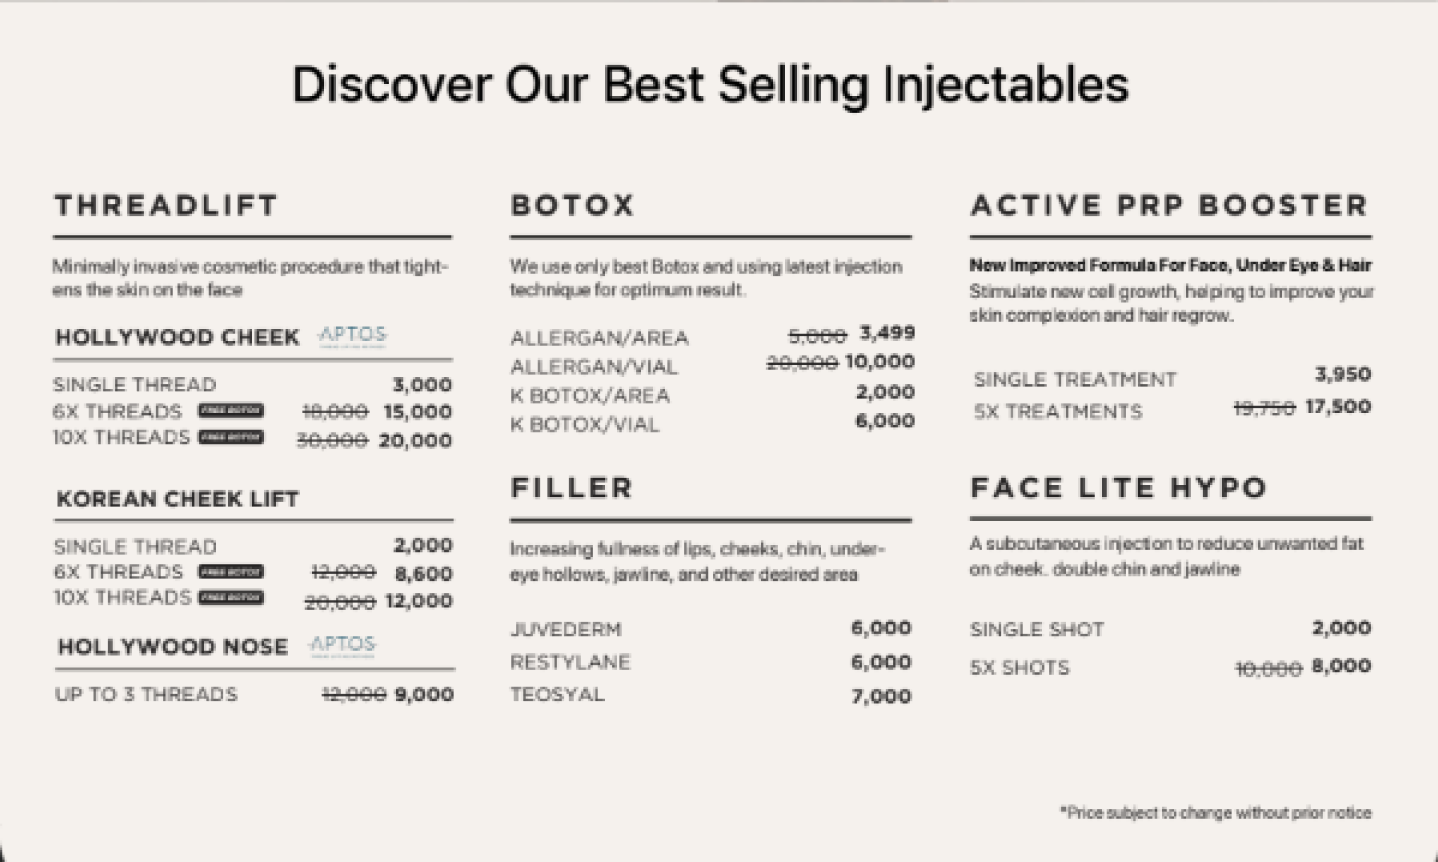 Discover Our Best Selling Injectables
THREADLIFT
Minimally invasive cosmetic procedure that tight-
ens the skin on the face
HOLLYWOOD CHEEK APTOS
SINGLE THREAD 3,000
6X THREADS FREE BOTOX 18,000 15,000
10X THREADS FREE BOTOX 30,000 20,000
KOREAN CHEEK LIFT
SINGLE THREAD 2,000
6X THREADS FREE BOTOX 12,000 8,600
10X THREADS FREE BOTOX 20,000 12,000
HOLLYWOOD NOSE APTOS
UP TO 3 THREADS 12,000 9,000
BOTOX
We use only best Botox and using latest injection
technique for optimum result.
ALLERGAN/AREA 5,000 3,499
ALLERGAN/VIAL 20,000 10,000
K BOTOX/AREA 2,000
K BOTOX/VIAL 6,000
FILLER
Increasing fullness of lips, cheeks, chin, under-
eye hollows, jawline, and other desired area
JUVEDERM 6,000
RESTYLANE 6,000
TEOSYAL 7,000
ACTIVE PRP BOOSTER
New Improved Formula For Face, Under Eye & Hair
Stimulate new cell growth, helping to improve your
skin complexion and hair regrow.
SINGLE TREATMENT 3,950
5X TREATMENTS 19,750 17,500
FACE LITE HYPO
A subcutaneous injection to reduce unwanted fat
on cheek. double chin and jawline
SINGLE SHOT 2,000
5X SHOTS 10,000 8,000
*Price subject to change without prior notice